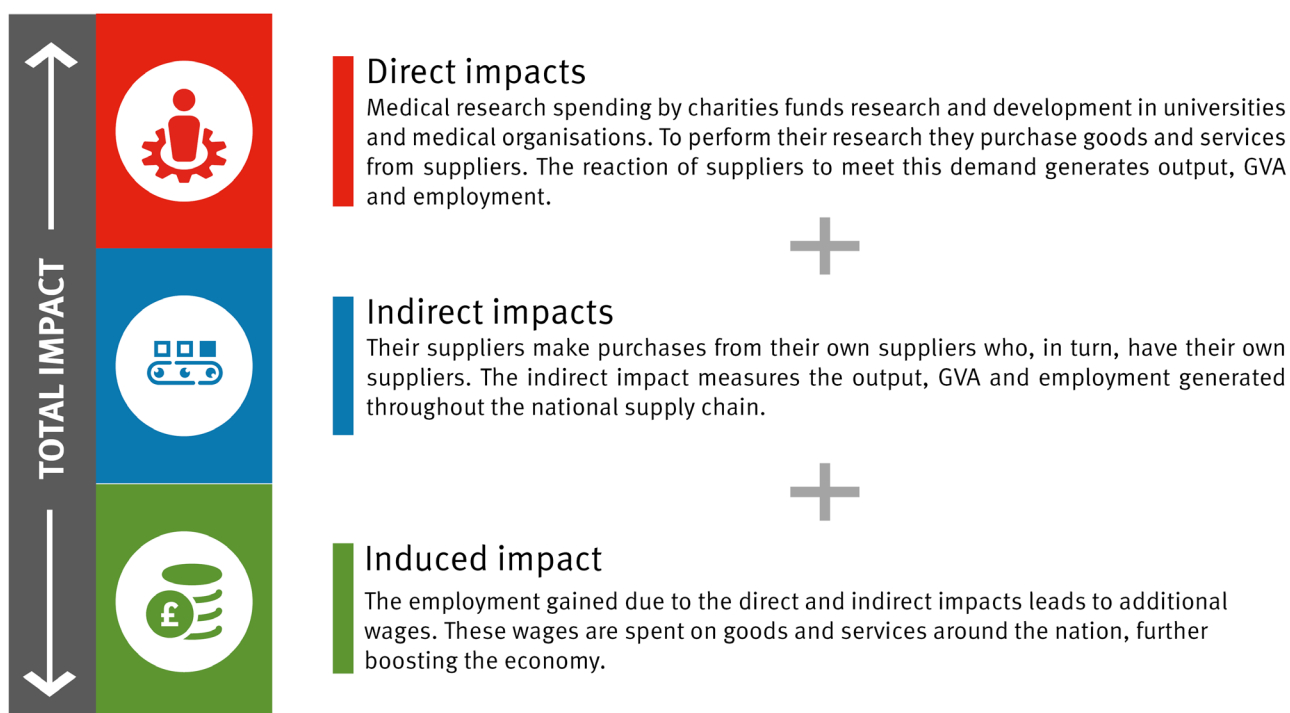 TOTAL IMPACT
Direct impacts
Medical research spending by charities funds research and development in universities
and medical organisations. To perform their research they purchase goods and services
from suppliers. The reaction of suppliers to meet this demand generates output, GVA
and employment.
+
Indirect impacts
Their suppliers make purchases from their own suppliers who, in turn, have their own
suppliers. The indirect impact measures the output, GVA and employment generated
throughout the national supply chain.
+
£
Induced impact
The employment gained due to the direct and indirect impacts leads to additional
wages. These wages are spent on goods and services around the nation, further
boosting the economy.